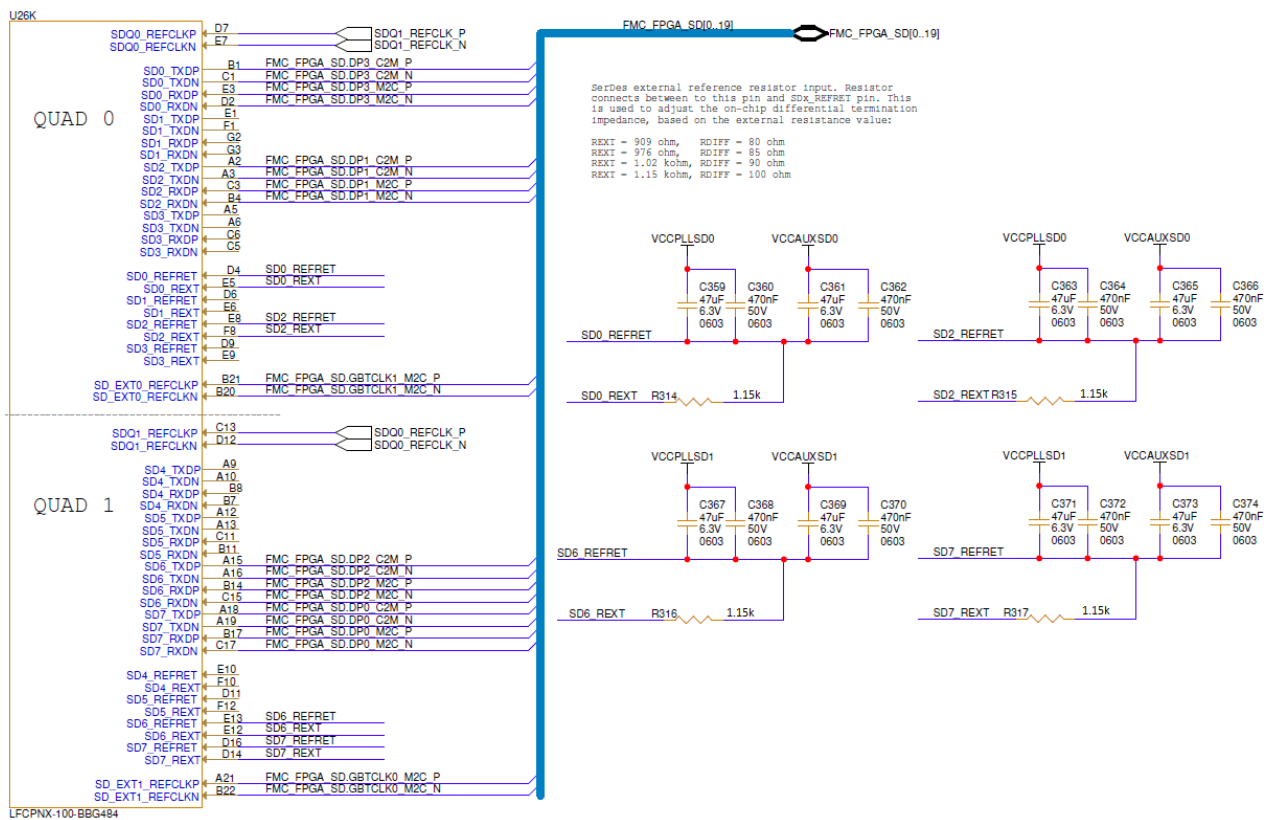 U26K
SDQ0_REFCLKP D7 SDQ1_REFCLK_P
SDQ0_REFCLKN E7 SDQ1_REFCLK_N
QUAD 0
SD0_TXDP B1 FMC_FPGA_SD.DP3_C2M_P
SD0_TXDN C1 FMC_FPGA_SD.DP3_C2M_N
SD0_RXDP E3 FMC_FPGA_SD.DP3_M2C_P
SD0_RXDN D2 FMC_FPGA_SD.DP3_M2C_N
SD1_TXDP E1
SD1_TXDN F1
SD1_RXDP G2
SD1_RXDN G3
SD2_TXDP A2 FMC_FPGA_SD.DP1_C2M_P
SD2_TXDN A3 FMC_FPGA_SD.DP1_C2M_N
SD2_RXDP C3 FMC_FPGA_SD.DP1_M2C_P
SD2_RXDN B4 FMC_FPGA_SD.DP1_M2C_N
SD3_TXDP A5
SD3_TXDN A6
SD3_RXDP C6
SD3_RXDN C5
SD0_REFRET D4 SD0_REFRET
SD0_REXT E5 SD0_REXT
SD1_REFRET D6
SD1_REXT E6
SD2_REFRET E8 SD2_REFRET
SD2_REXT F8 SD2_REXT
SD3_REFRET D9
SD3_REXT E9
SD_EXT0_REFCLKP B21 FMC_FPGA_SD.GBTCLK1_M2C_P
SD_EXT0_REFCLKN B20 FMC_FPGA_SD.GBTCLK1_M2C_N
SDQ1_REFCLKP C13 SDQ0_REFCLK_P
SDQ1_REFCLKN D12 SDQ0_REFCLK_N
QUAD 1
SD4_TXDP A9
SD4_TXDN A10
SD4_RXDP B8
SD4_RXDN B7
SD5_TXDP A12
SD5_TXDN A13
SD5_RXDP C11
SD5_RXDN B11
SD6_TXDP A15 FMC_FPGA_SD.DP2_C2M_P
SD6_TXDN A16 FMC_FPGA_SD.DP2_C2M_N
SD6_RXDP B14 FMC_FPGA_SD.DP2_M2C_P
SD6_RXDN C15 FMC_FPGA_SD.DP2_M2C_N
SD7_TXDP A18 FMC_FPGA_SD.DP0_C2M_P
SD7_TXDN A19 FMC_FPGA_SD.DP0_C2M_N
SD7_RXDP B17 FMC_FPGA_SD.DP0_M2C_P
SD7_RXDN C17 FMC_FPGA_SD.DP0_M2C_N
SD4_REFRET E10
SD4_REXT F10
SD5_REFRET D11
SD5_REXT F12
SD6_REFRET E13 SD6_REFRET
SD6_REXT E12 SD6_REXT
SD7_REFRET D16 SD7_REFRET
SD7_REXT D14 SD7_REXT
SD_EXT1_REFCLKP A21 FMC_FPGA_SD.GBTCLK0_M2C_P
SD_EXT1_REFCLKN B22 FMC_FPGA_SD.GBTCLK0_M2C_N
LFCPNX-100-BBG484
FMC_FPGA_SD[0..19] FMC_FPGA_SD[0..19]
SerDes external reference resistor input. Resistor
connects between to this pin and SDx_REFRET pin. This
is used to adjust the on-chip differential termination
impedance, based on the external resistance value:
REXT = 909 ohm, RDIFF = 80 ohm
REXT = 976 ohm, RDIFF = 85 ohm
REXT = 1.02 kohm, RDIFF = 90 ohm
REXT = 1.15 kohm, RDIFF = 100 ohm
VCCPLLSD0 VCCAUXSD0
C359 C360 C361 C362
47uF 470nF 47uF 470nF
6.3V 50V 6.3V 50V
0603 0603 0603 0603
SD0_REFRET
SD0_REXT R314 1.15k
VCCPLLSD0 VCCAUXSD0
C363 C364 C365 C366
47uF 470nF 47uF 470nF
6.3V 50V 6.3V 50V
0603 0603 0603 0603
SD2_REFRET
SD2_REXT R315 1.15k
VCCPLLSD1 VCCAUXSD1
C367 C368 C369 C370
47uF 470nF 47uF 470nF
6.3V 50V 6.3V 50V
0603 0603 0603 0603
SD6_REFRET
SD6_REXT R316 1.15k
VCCPLLSD1 VCCAUXSD1
C371 C372 C373 C374
47uF 470nF 47uF 470nF
6.3V 50V 6.3V 50V
0603 0603 0603 0603
SD7_REFRET
SD7_REXT R317 1.15k